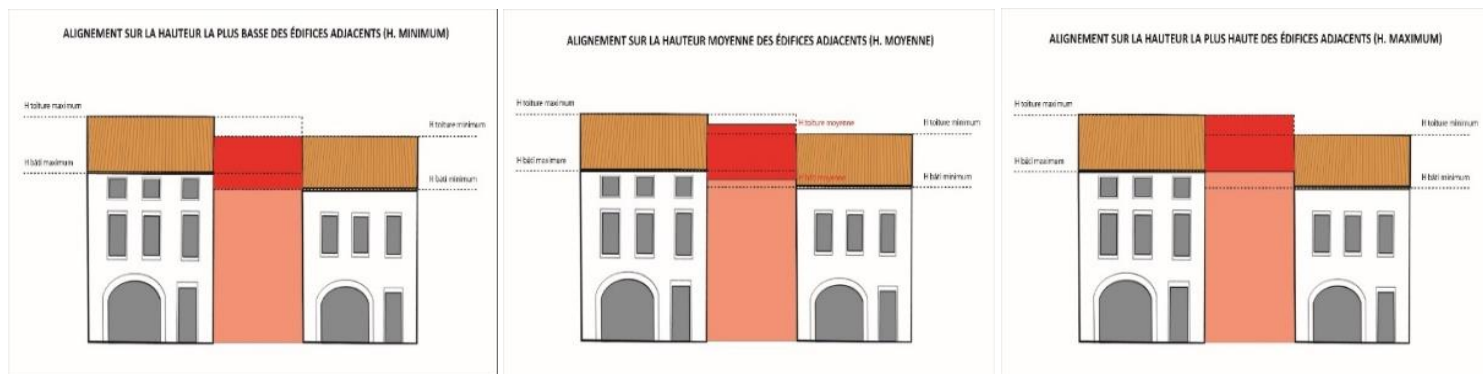 ALIGNEMENT SUR LA HAUTEUR LA PLUS BASSE DES ÉDIFICES ADJACENTS (H. MINIMUM)
H toiture maximum
H toiture minimum
H bâti maximum
H bâti minimum
ALIGNEMENT SUR LA HAUTEUR MOYENNE DES ÉDIFICES ADJACENTS (H. MOYENNE)
H toiture maximum
H toiture moyenne
H toiture minimum
H bâti maximum
H bâti moyenne
H bâti minimum
ALIGNEMENT SUR LA HAUTEUR LA PLUS HAUTE DES ÉDIFICES ADJACENTS (H. MAXIMUM)
H toiture maximum
H toiture minimum
H bâti maximum
H bâti minimum